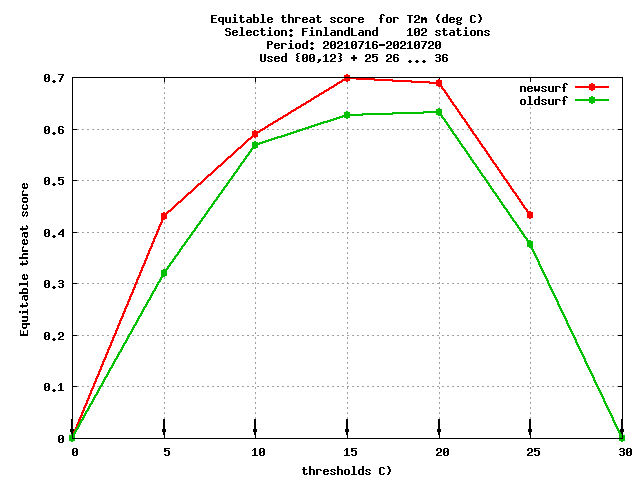 Equitable threat score  for T2m (deg C)
Selection: FinlandLand    102 stations
Period: 20210716-20210720
Used {00,12} + 25 26 ... 36
newsurf
oldsurf
Equitable threat score
0.7
0.6
0.5
0.4
0.3
0.2
0.1
0
0 5 10 15 20 25 30
thresholds C)